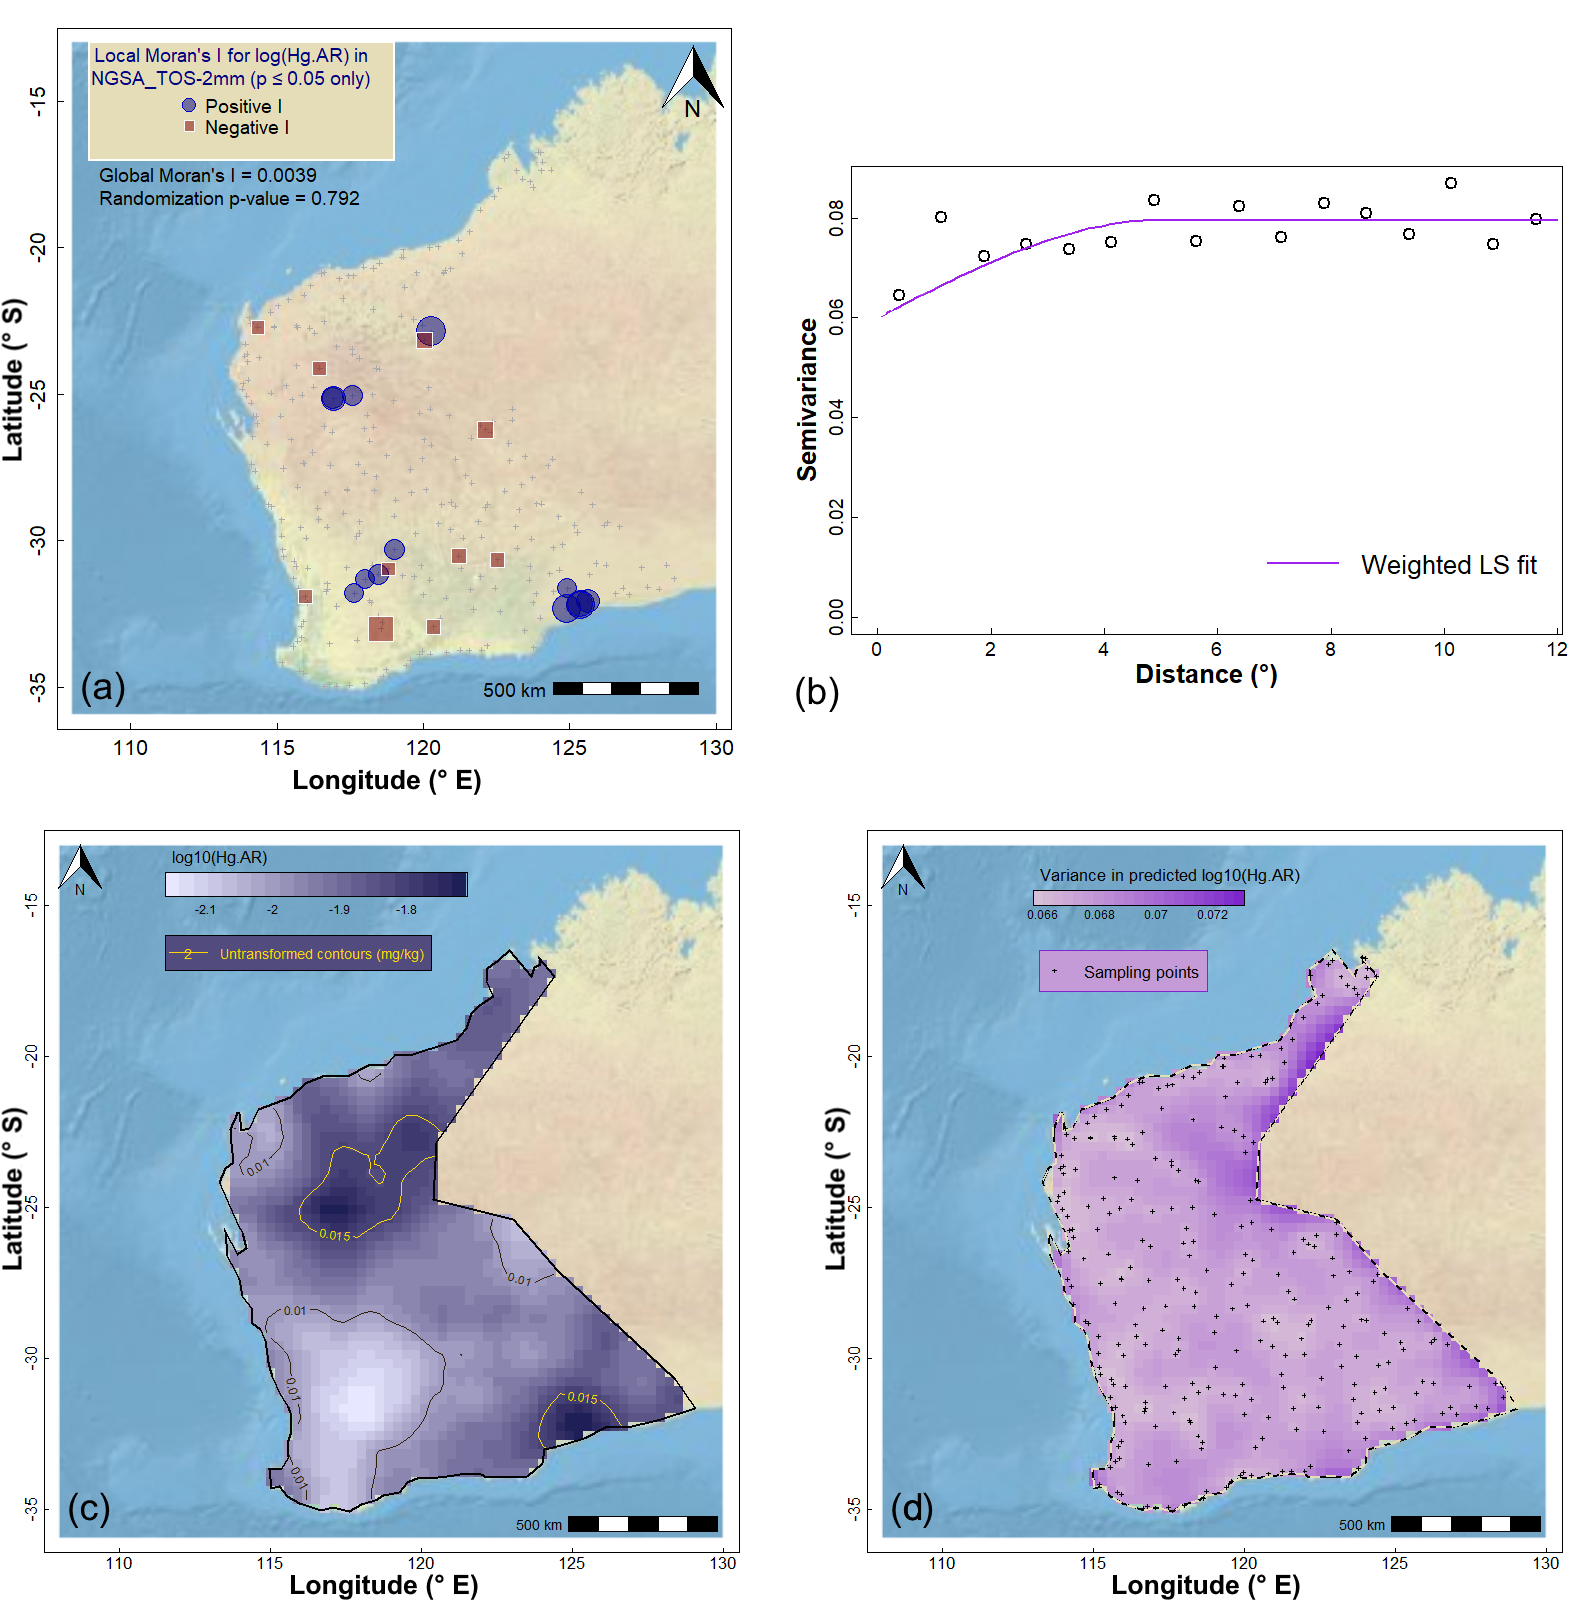 Local Moran's I for log(Hg.AR) in
NGSA_TOS-2mm (p ≤ 0.05 only)
Positive I
Negative I
Global Moran's I = 0.0039
Randomization p-value = 0.792
N
-15
-20
-25
-30
-35
Latitude (° S)
(a)
500 km
110 115 120 125 130
Longitude (° E)
0.08
0.06
0.04
0.02
0.00
Semivariance
Weighted LS fit
0 2 4 6 8 10 12
Distance (°)
(b)
N
log10(Hg.AR)
-2.1 -2 -1.9 -1.8
2 Untransformed contours (mg/kg)
-15
-20
-25
-30
-35
Latitude (° S)
0.01
0.015
0.01
0.01
0.01
0.015
0.01
(c)
500 km
110 115 120 125 130
Longitude (° E)
N
Variance in predicted log10(Hg.AR)
0.066 0.068 0.07 0.072
Sampling points
-15
-20
-25
-30
-35
Latitude (° S)
(d)
500 km
110 115 120 125 130
Longitude (° E)